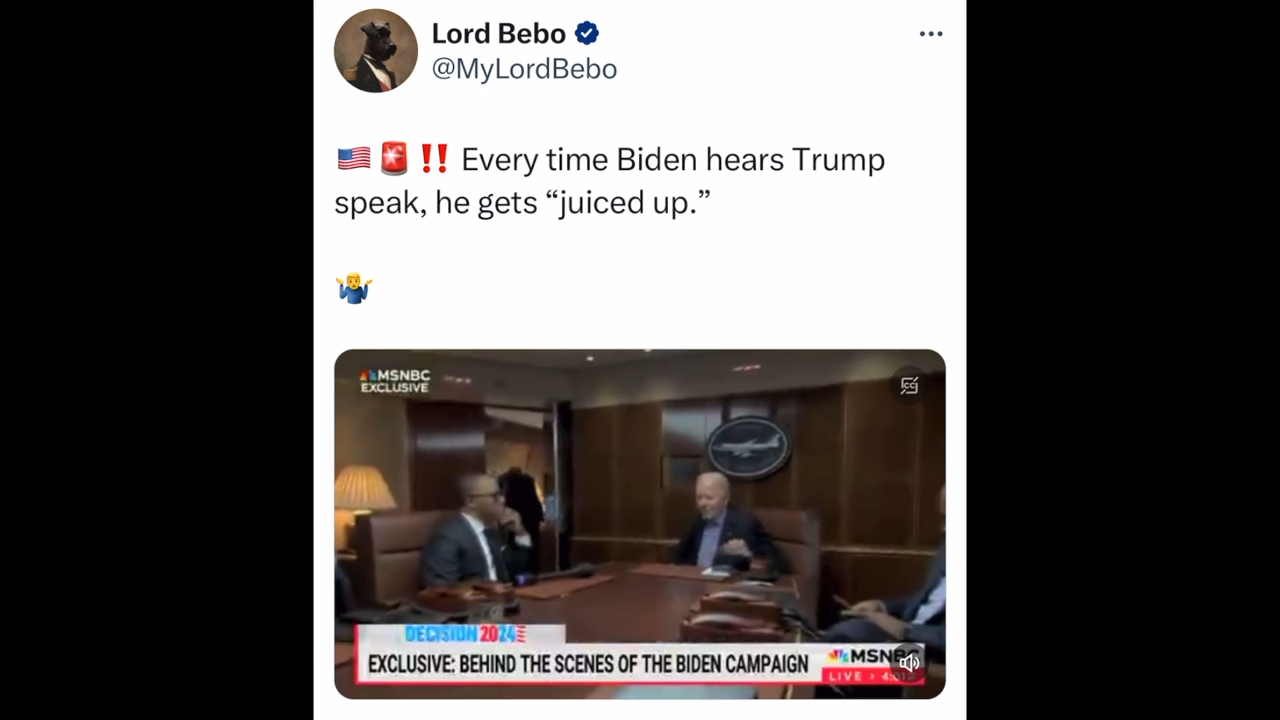 Lord Bebo
@MyLordBebo
🇺🇸🚨‼️ Every time Biden hears Trump
speak, he gets “juiced up.”
🤷‍♂️
MSNBC
EXCLUSIVE
DECISION 2024
EXCLUSIVE: BEHIND THE SCENES OF THE BIDEN CAMPAIGN
MSNBC
LIVE